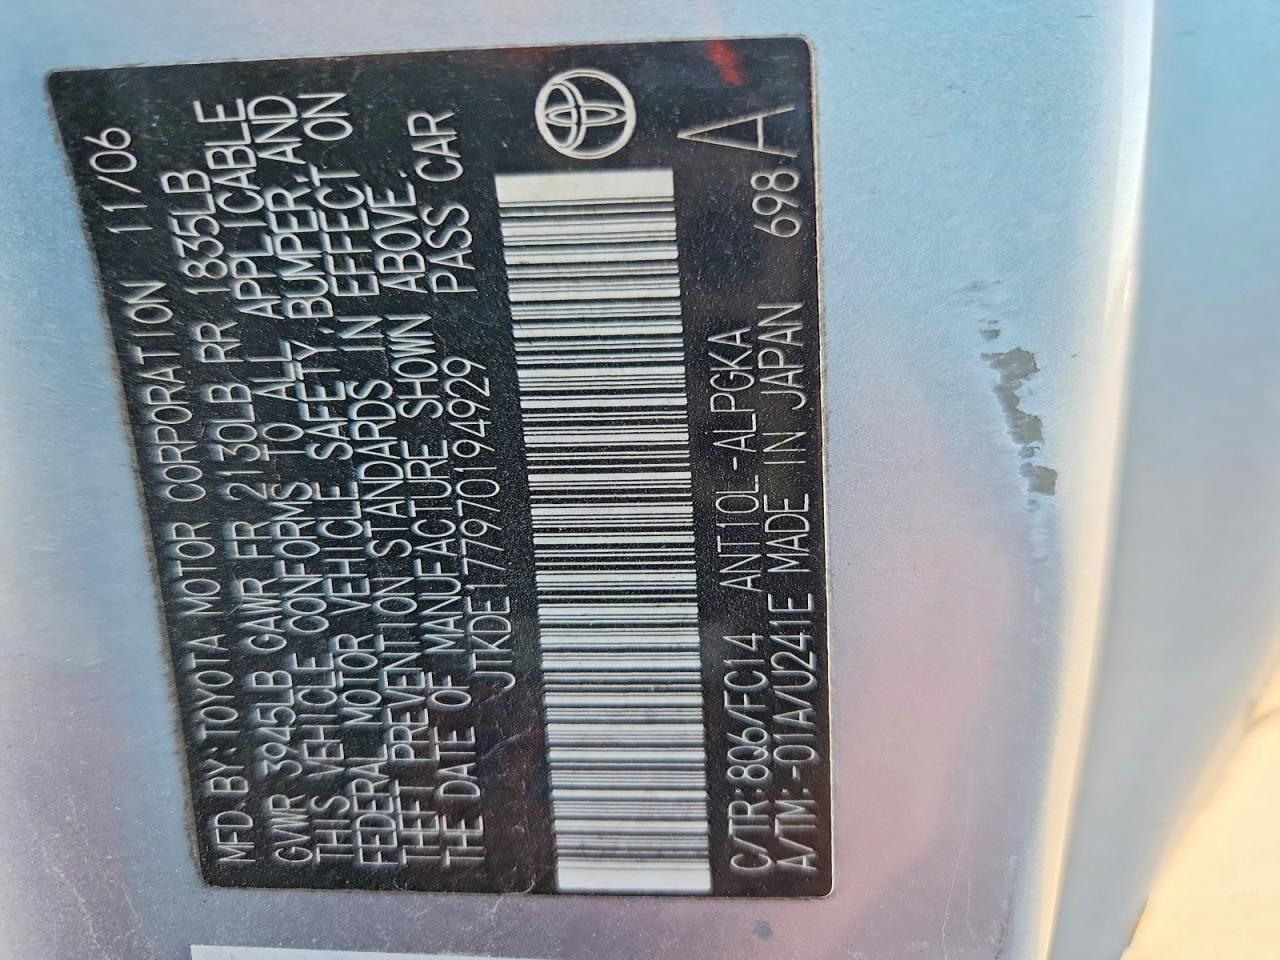 MFD. BY: TOYOTA MOTOR CORPORATION 11/06
GVWR 3945LB GAWR FR 2130LB RR 1835LB
THIS VEHICLE CONFORMS TO ALL APPLICABLE
FEDERAL MOTOR VEHICLE SAFETY, BUMPER, AND
THEFT PREVENTION STANDARDS IN EFFECT ON
THE DATE OF MANUFACTURE SHOWN ABOVE.
JTKDE177970194929 PASS CAR
C/TR: 8Q6/FC14 ANT10L-ALPGKA
A/TM: -01A/U241E MADE IN JAPAN 698 A